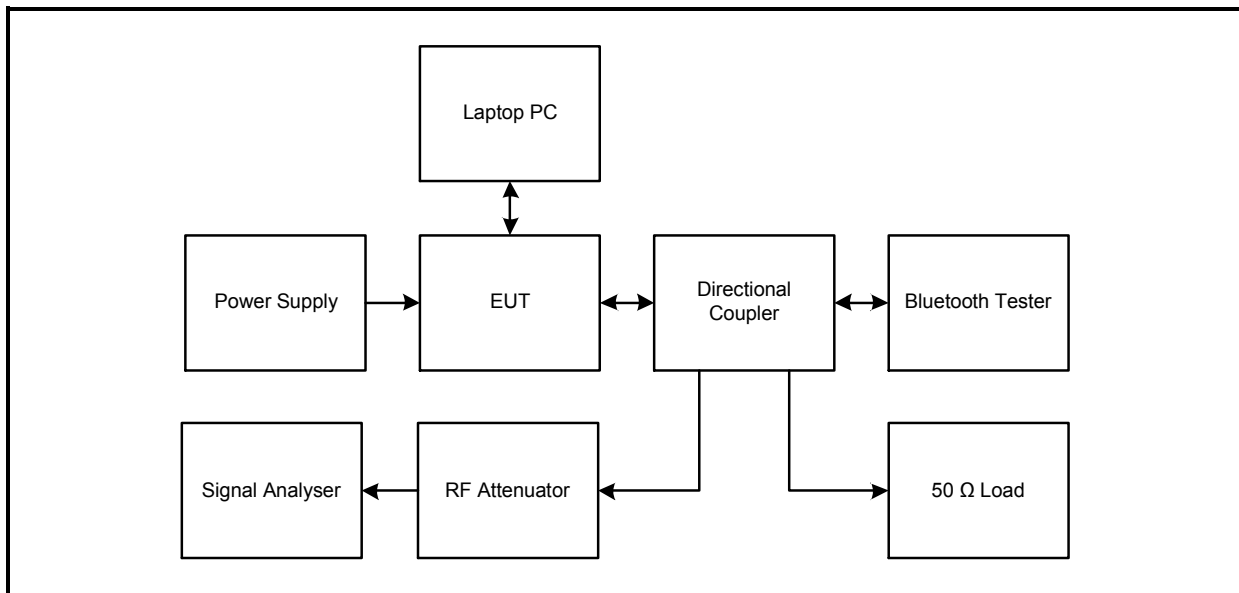 Laptop PC
Power Supply
EUT
Directional
Coupler
Bluetooth Tester
Signal Analyser
RF Attenuator
50 Ω Load